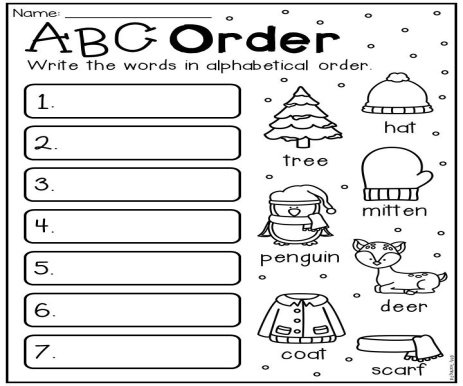 Name:
ABC Order
Write the words in alphabetical order.
1.
2.
3.
4.
5.
6.
7.
tree
hat
mitten
penguin
deer
coat
scarf